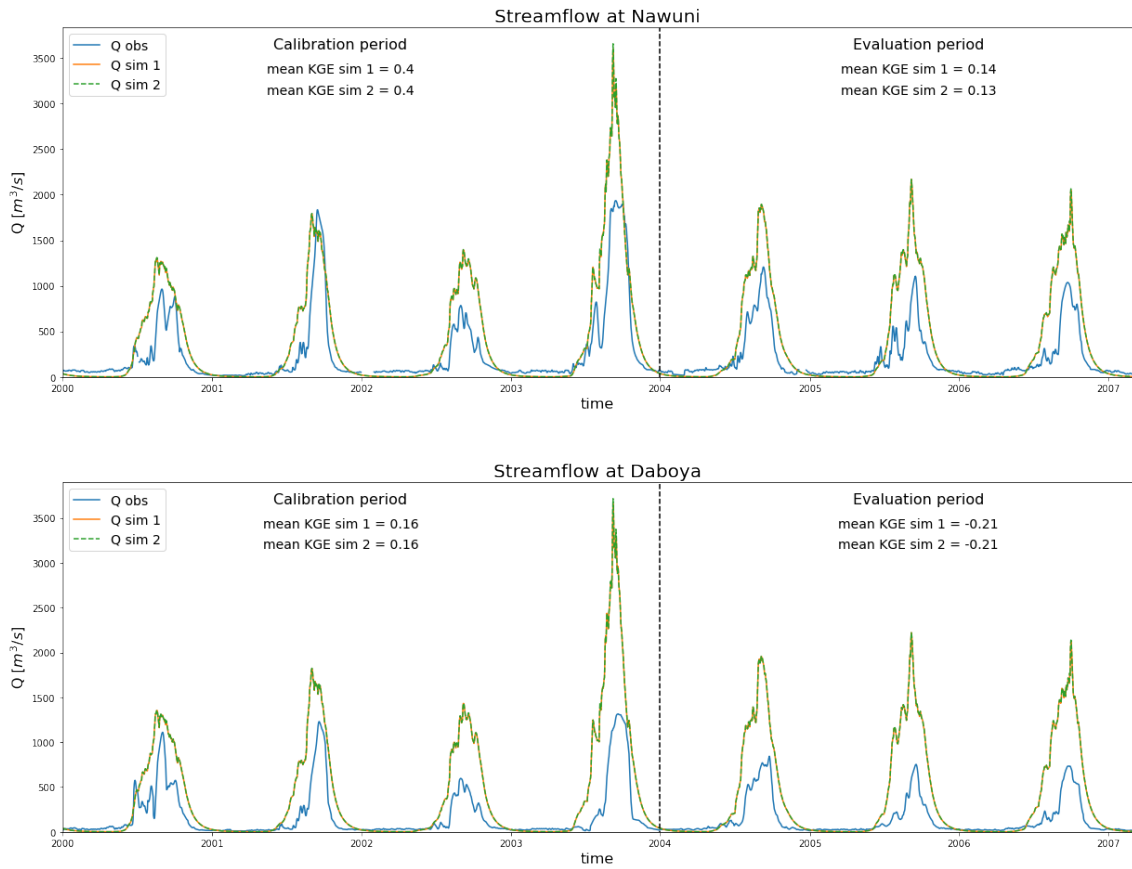 Streamflow at Nawuni
Q obs
Q sim 1
Q sim 2
Calibration period
mean KGE sim 1 = 0.4
mean KGE sim 2 = 0.4
Evaluation period
mean KGE sim 1 = 0.14
mean KGE sim 2 = 0.13
Q [m³/s]
3500
3000
2500
2000
1500
1000
500
0
2000 2001 2002 2003 2004 2005 2006 2007
time
Streamflow at Daboya
Q obs
Q sim 1
Q sim 2
Calibration period
mean KGE sim 1 = 0.16
mean KGE sim 2 = 0.16
Evaluation period
mean KGE sim 1 = -0.21
mean KGE sim 2 = -0.21
Q [m³/s]
3500
3000
2500
2000
1500
1000
500
0
2000 2001 2002 2003 2004 2005 2006 2007
time